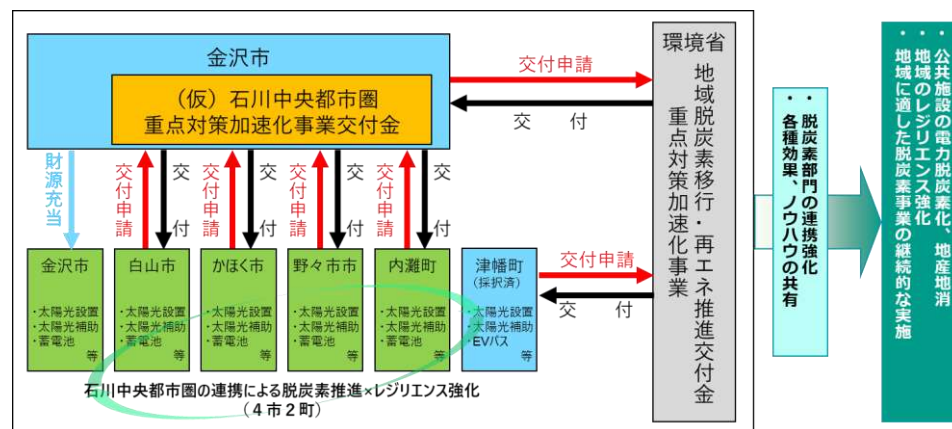 金沢市
(仮)石川中央都市圏
重点対策加速化事業交付金
交付申請
交付
環境省
地域脱炭素移行・再エネ推進交付金
重点対策加速化事業
財源充当
交付申請
交付
交付申請
交付
交付申請
交付
交付申請
交付
金沢市
・太陽光設置
・太陽光補助
・蓄電池
等
白山市
・太陽光設置
・太陽光補助
・蓄電池
等
かほく市
・太陽光設置
・太陽光補助
・蓄電池
等
野々市市
・太陽光設置
・太陽光補助
・蓄電池
等
内灘町
・太陽光設置
・太陽光補助
・蓄電池
等
津幡町
(採択済)
・太陽光設置
・太陽光補助
・EVバス
等
交付申請
交付
石川中央都市圏の連携による脱炭素推進×レジリエンス強化
(4市2町)
・脱炭素部門の連携強化
・各種効果、ノウハウの共有
・公共施設の電力脱炭素化、地産地消
・地域のレジリエンス強化
・地域に適した脱炭素事業の継続的な実施